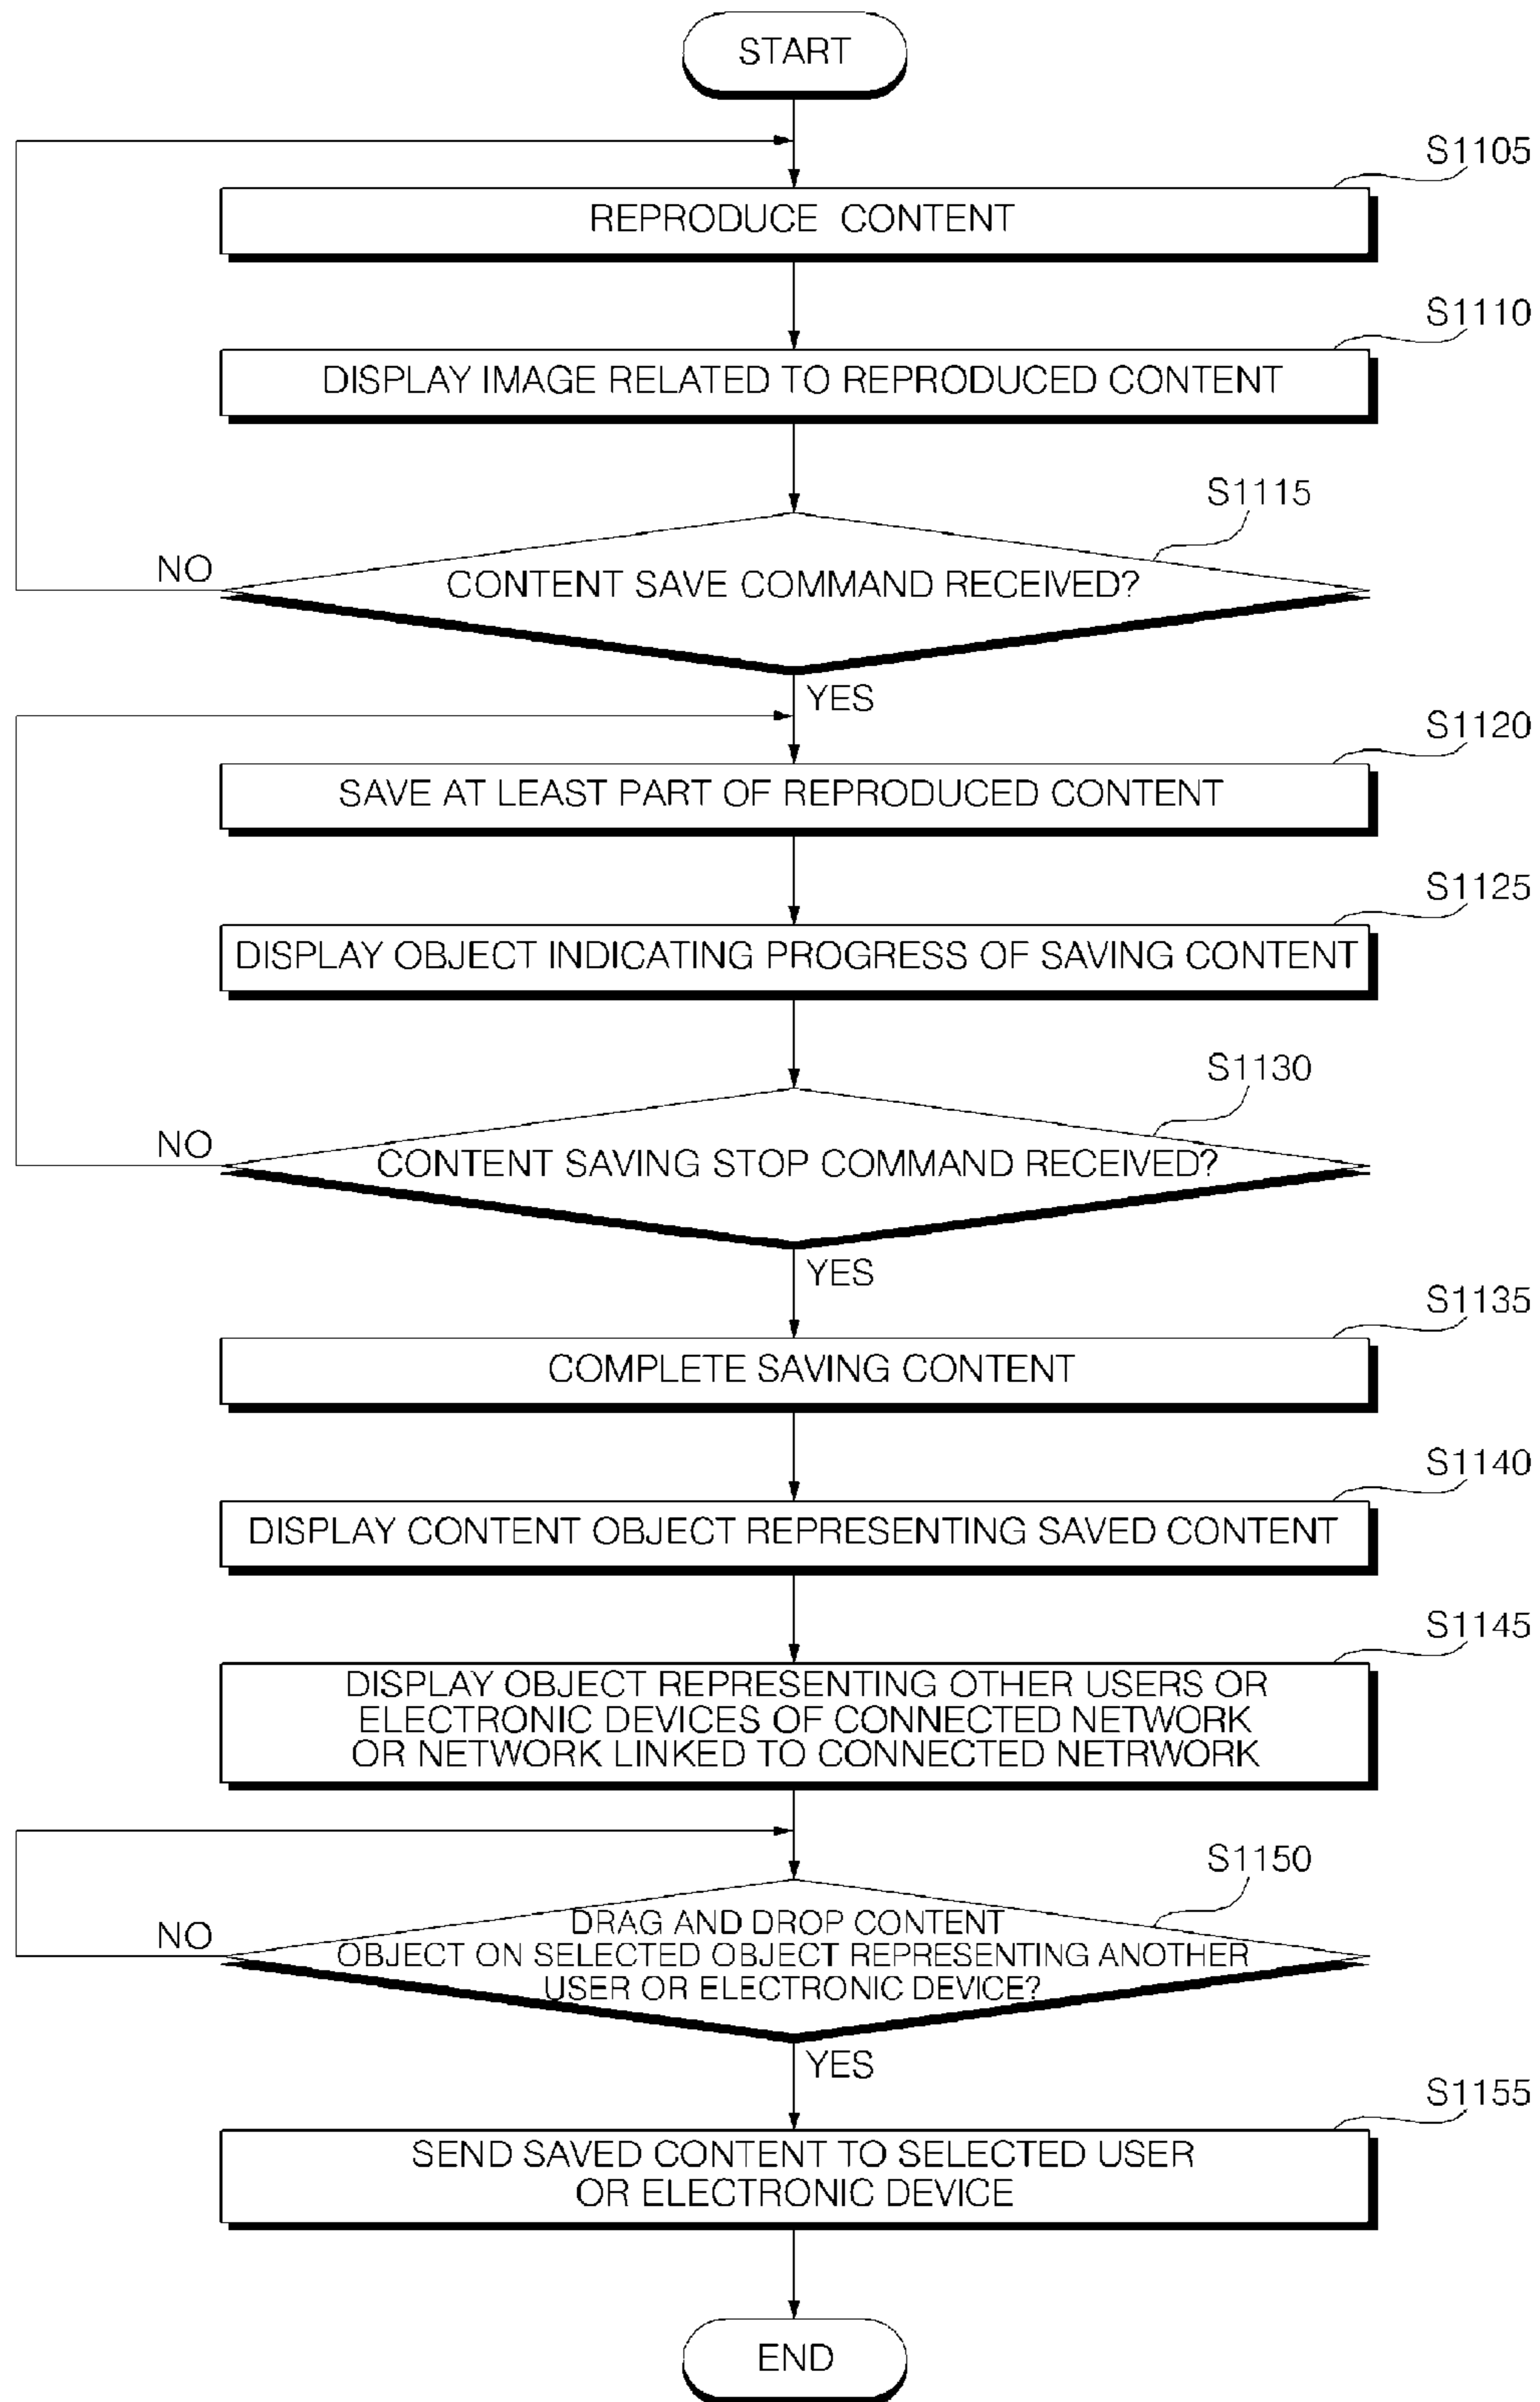 START
S1105
REPRODUCE CONTENT
S1110
DISPLAY IMAGE RELATED TO REPRODUCED CONTENT
S1115
NO
CONTENT SAVE COMMAND RECEIVED?
YES
S1120
SAVE AT LEAST PART OF REPRODUCED CONTENT
S1125
DISPLAY OBJECT INDICATING PROGRESS OF SAVING CONTENT
S1130
NO
CONTENT SAVING STOP COMMAND RECEIVED?
YES
S1135
COMPLETE SAVING CONTENT
S1140
DISPLAY CONTENT OBJECT REPRESENTING SAVED CONTENT
S1145
DISPLAY OBJECT REPRESENTING OTHER USERS OR
ELECTRONIC DEVICES OF CONNECTED NETWORK
OR NETWORK LINKED TO CONNECTED NETRWORK
S1150
NO
DRAG AND DROP CONTENT
OBJECT ON SELECTED OBJECT REPRESENTING ANOTHER
USER OR ELECTRONIC DEVICE?
YES
S1155
SEND SAVED CONTENT TO SELECTED USER
OR ELECTRONIC DEVICE
END